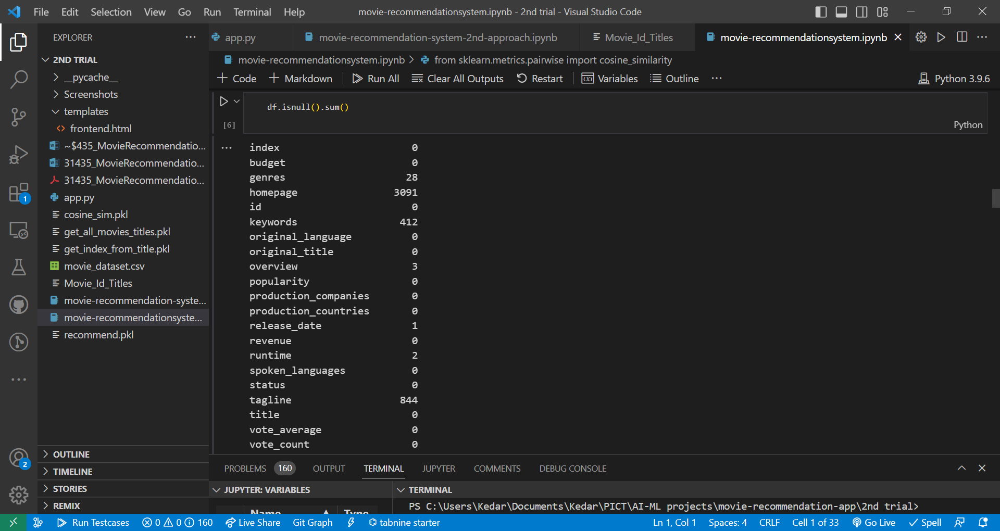 File Edit Selection View Go Run Terminal Help
movie-recommendationsystem.ipynb - 2nd trial - Visual Studio Code
EXPLORER
2ND TRIAL
__pycache__
Screenshots
templates
<> frontend.html
~$435_MovieRecommendatio...
31435_MovieRecommendatio...
31435_MovieRecommendatio...
app.py
cosine_sim.pkl
get_all_movies_titles.pkl
get_index_from_title.pkl
movie_dataset.csv
Movie_Id_Titles
movie-recommendation-syste...
movie-recommendationsyste...
recommend.pkl
OUTLINE
TIMELINE
STORIES
REMIX
1
2
app.py
movie-recommendation-system-2nd-approach.ipynb
Movie_Id_Titles
movie-recommendationsystem.ipynb
movie-recommendationsystem.ipynb > from sklearn.metrics.pairwise import cosine_similarity
+ Code + Markdown Run All Clear All Outputs Restart Variables Outline ...
Python 3.9.6
df.isnull().sum()
[6]
Python
index 0
budget 0
genres 28
homepage 3091
id 0
keywords 412
original_language 0
original_title 0
overview 3
popularity 0
production_companies 0
production_countries 0
release_date 1
revenue 0
runtime 2
spoken_languages 0
status 0
tagline 844
title 0
vote_average 0
vote_count 0
PROBLEMS 160 OUTPUT TERMINAL JUPYTER COMMENTS DEBUG CONSOLE
JUPYTER: VARIABLES
Name Type
TERMINAL
PS C:\Users\Kedar\Documents\Kedar\PICT\AI-ML projects\movie-recommendation-app\2nd trial>
Run Testcases 0 0 160 Live Share Git Graph tabnine starter
Ln 1, Col 1 Spaces: 4 CRLF Cell 1 of 33 Go Live Spell